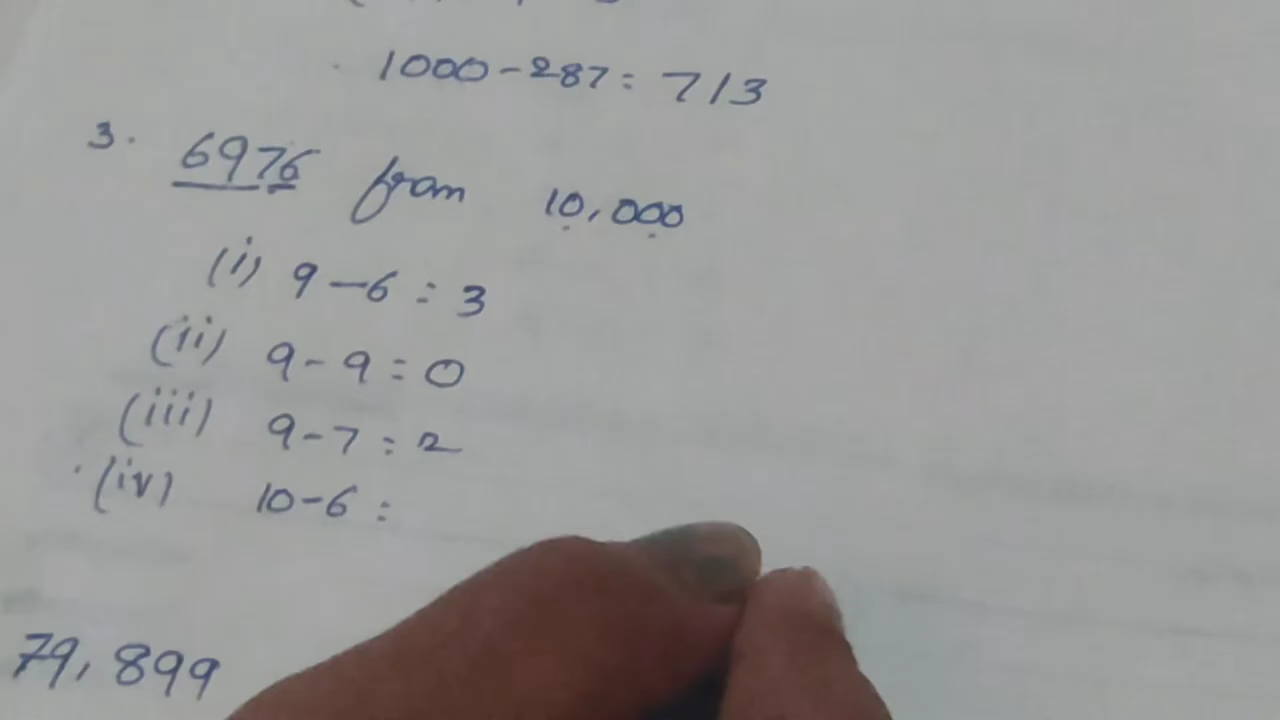 1000-287=713
3. 6976 from 10,000
(i) 9-6=3
(ii) 9-9=0
(iii) 9-7=2
(iv) 10-6=
79,899